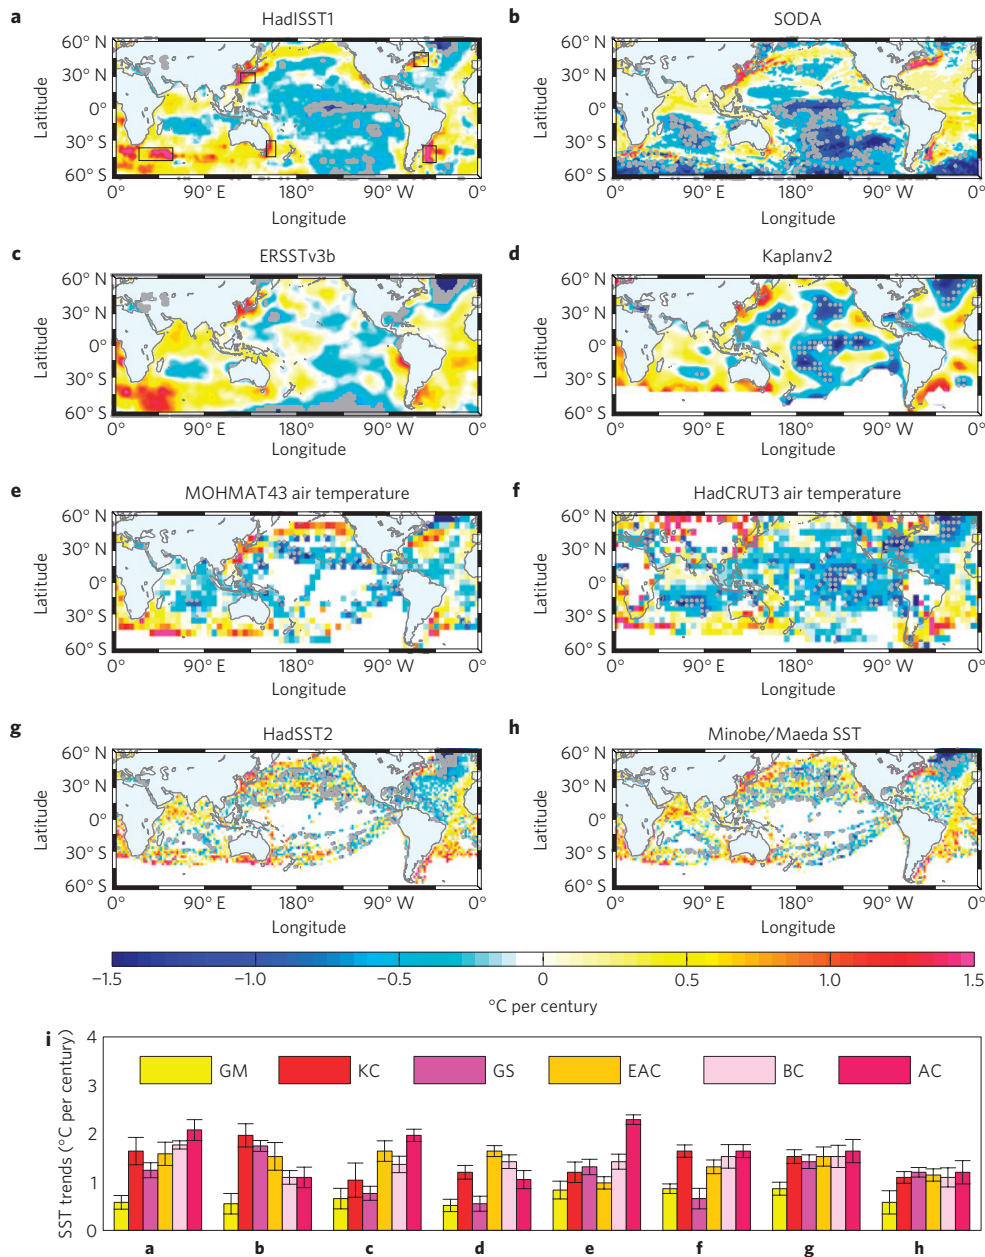 a HadISST1
60° N
30° N
0°
30° S
60° S
Latitude
0° 90° E 180° 90° W 0°
Longitude
b SODA
60° N
30° N
0°
30° S
60° S
Latitude
0° 90° E 180° 90° W 0°
Longitude
c ERSSTv3b
60° N
30° N
0°
30° S
60° S
Latitude
0° 90° E 180° 90° W 0°
Longitude
d Kaplanv2
60° N
30° N
0°
30° S
60° S
Latitude
0° 90° E 180° 90° W 0°
Longitude
e MOHMAT43 air temperature
60° N
30° N
0°
30° S
60° S
Latitude
0° 90° E 180° 90° W 0°
Longitude
f HadCRUT3 air temperature
60° N
30° N
0°
30° S
60° S
Latitude
0° 90° E 180° 90° W 0°
Longitude
g HadSST2
60° N
30° N
0°
30° S
60° S
Latitude
0° 90° E 180° 90° W 0°
Longitude
h Minobe/Maeda SST
60° N
30° N
0°
30° S
60° S
Latitude
0° 90° E 180° 90° W 0°
Longitude
−1.5 −1.0 −0.5 0 0.5 1.0 1.5
°C per century
i
SST trends (°C per century)
4
3
2
1
0
GM KC GS EAC BC AC
a b c d e f g h